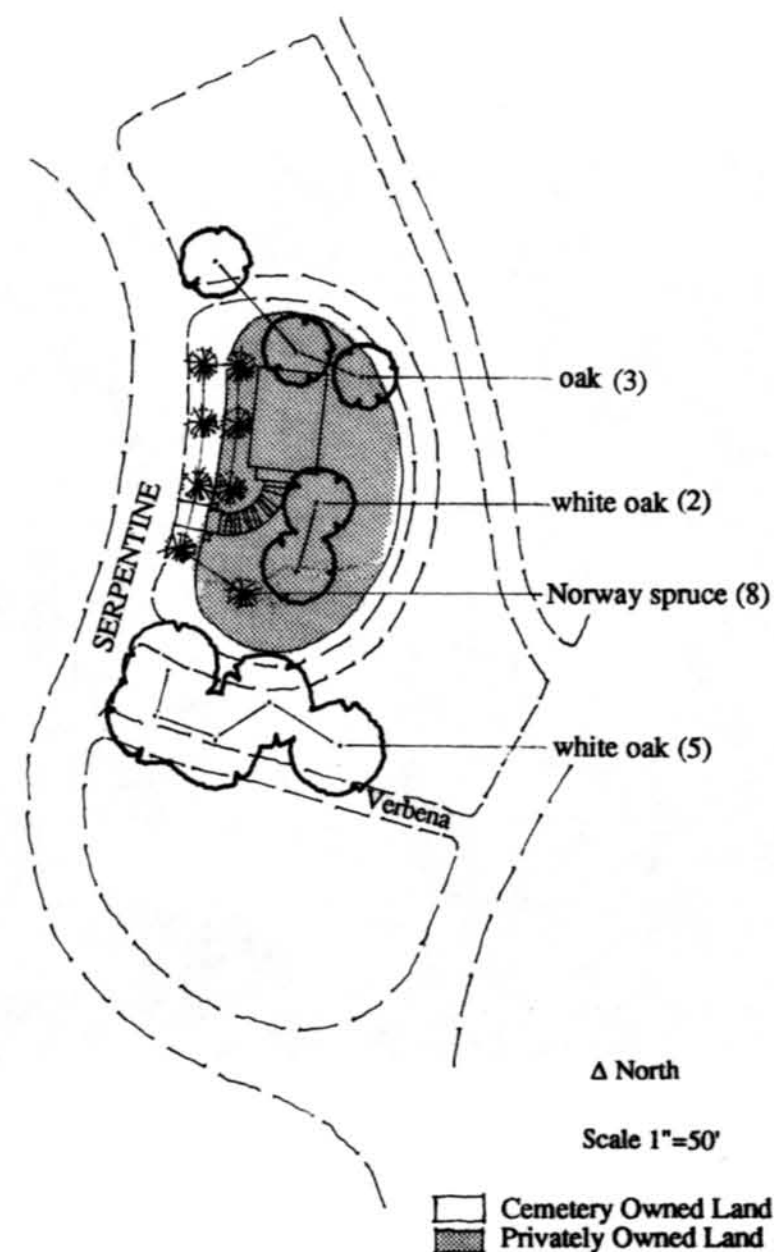 oak (3)
white oak (2)
SERPENTINE
Norway spruce (8)
white oak (5)
Verbena
Δ North
Scale 1"=50'
Cemetery Owned Land
Privately Owned Land